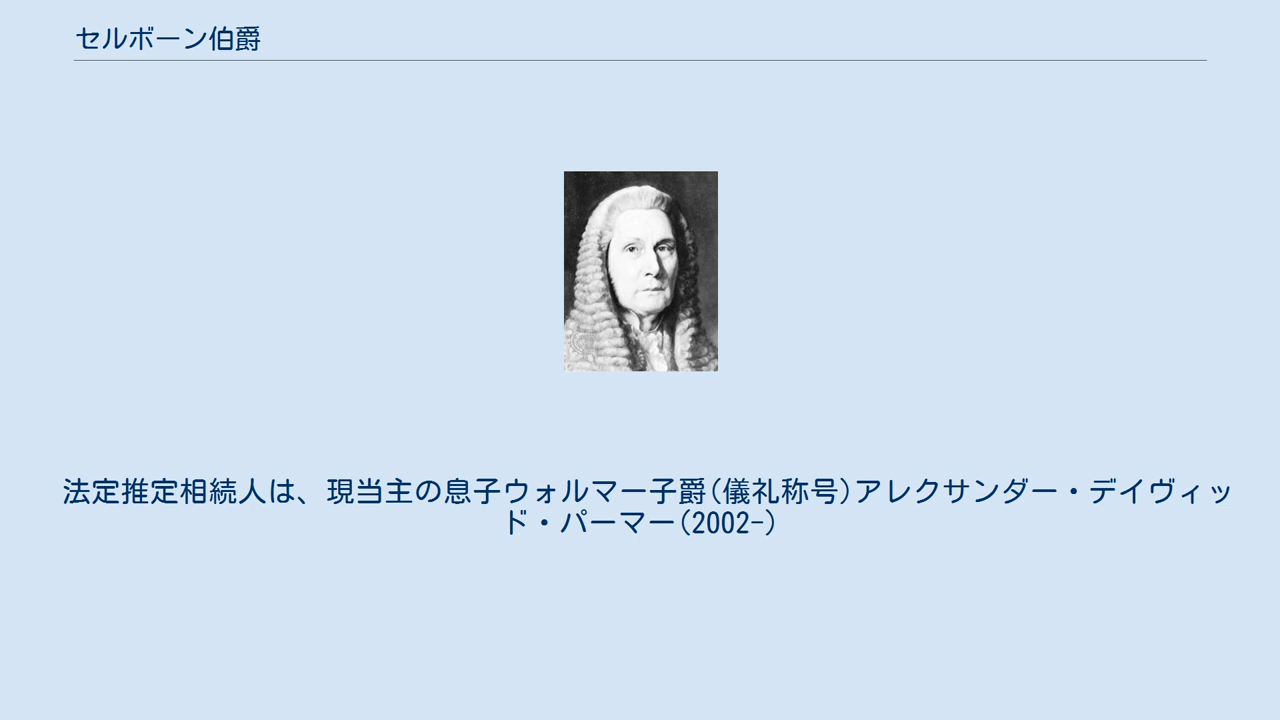 セルボーン伯爵
法定推定相続人は、現当主の息子ウォルマー子爵(儀礼称号)アレクサンダー・デイヴィッ
ド・パーマー(2002-)